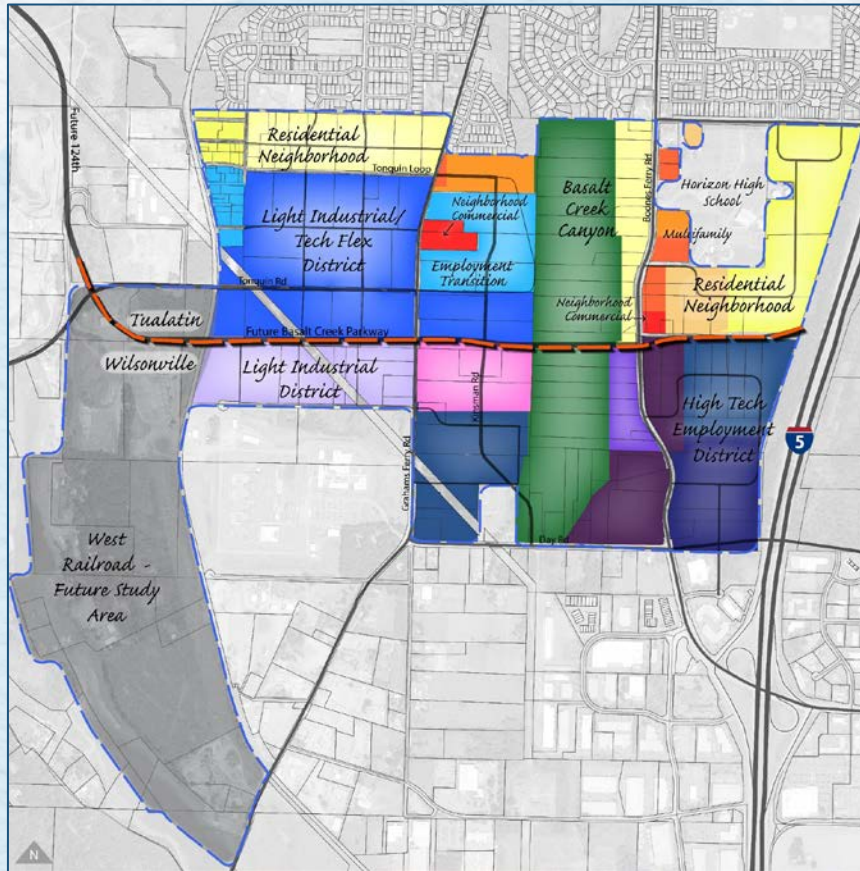 Future 124th
Residential
Neighborhood
Tonquin Loop
Basalt
Creek
Canyon
Boones Ferry Rd
Horizon High
School
Neighborhood
Commercial
Light Industrial/
Tech Flex
District
Multifamily
Employment
Transition
Tonquin Rd
Residential
Neighborhood
Neighborhood
Commercial
Tualatin
Future Basalt Creek Parkway
Wilsonville
Light Industrial
District
Kinsman Rd
High Tech
Employment
District
5
Grahams Ferry Rd
Day Rd
West
Railroad -
Future Study
Area
N